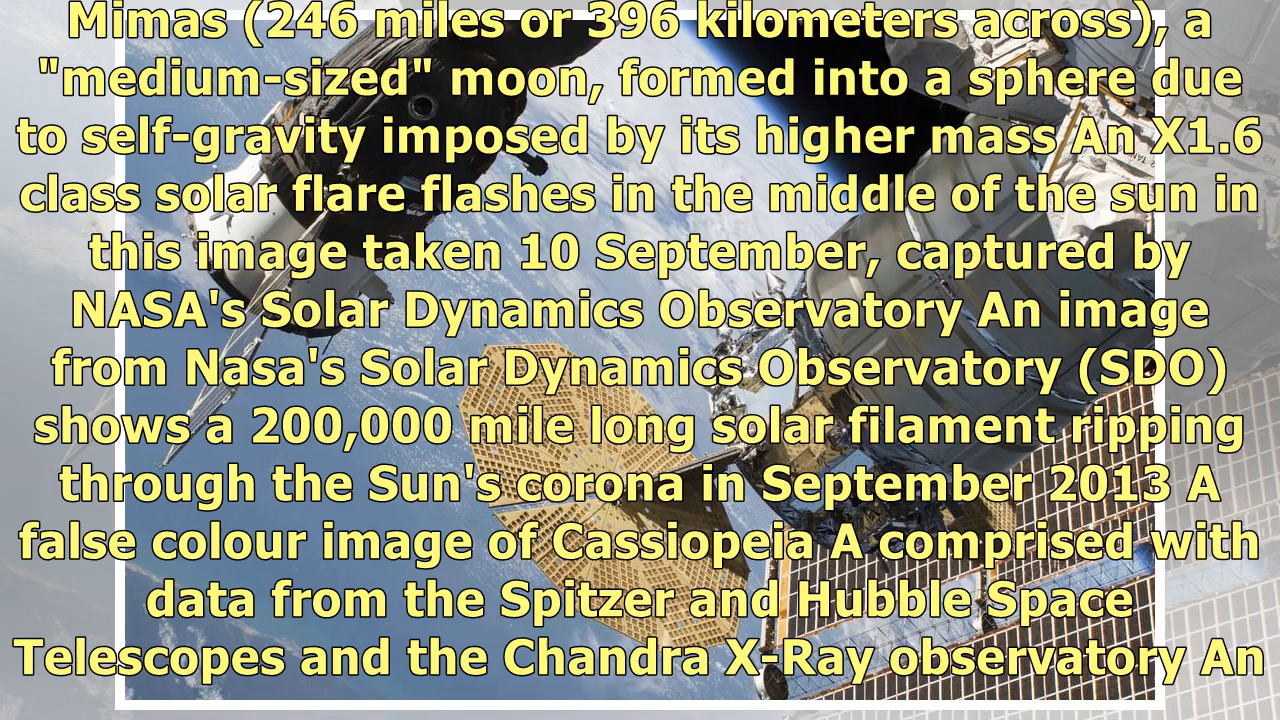 Mimas (246 miles or 396 kilometers across), a
"medium-sized" moon, formed into a sphere due
to self-gravity imposed by its higher mass An X1.6
class solar flare flashes in the middle of the sun in
this image taken 10 September, captured by
NASA's Solar Dynamics Observatory An image
from Nasa's Solar Dynamics Observatory (SDO)
shows a 200,000 mile long solar filament ripping
through the Sun's corona in September 2013 A
false colour image of Cassiopeia A comprised with
data from the Spitzer and Hubble Space
Telescopes and the Chandra X-Ray observatory An